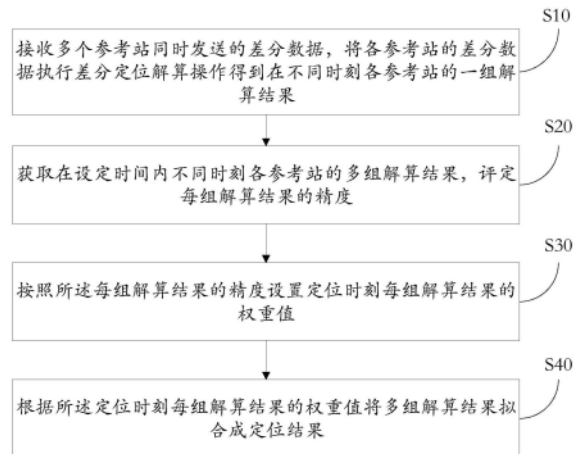 S10
接收多个参考站同时发送的差分数据，将各参考站的差分数
据执行差分定位解算操作得到在不同时刻各参考站的一组解
算结果
S20
获取在设定时间内不同时刻各参考站的多组解算结果，评定
每组解算结果的精度
S30
按照所述每组解算结果的精度设置定位时刻每组解算结果的
权重值
S40
根据所述定位时刻每组解算结果的权重值将多组解算结果拟
合成定位结果